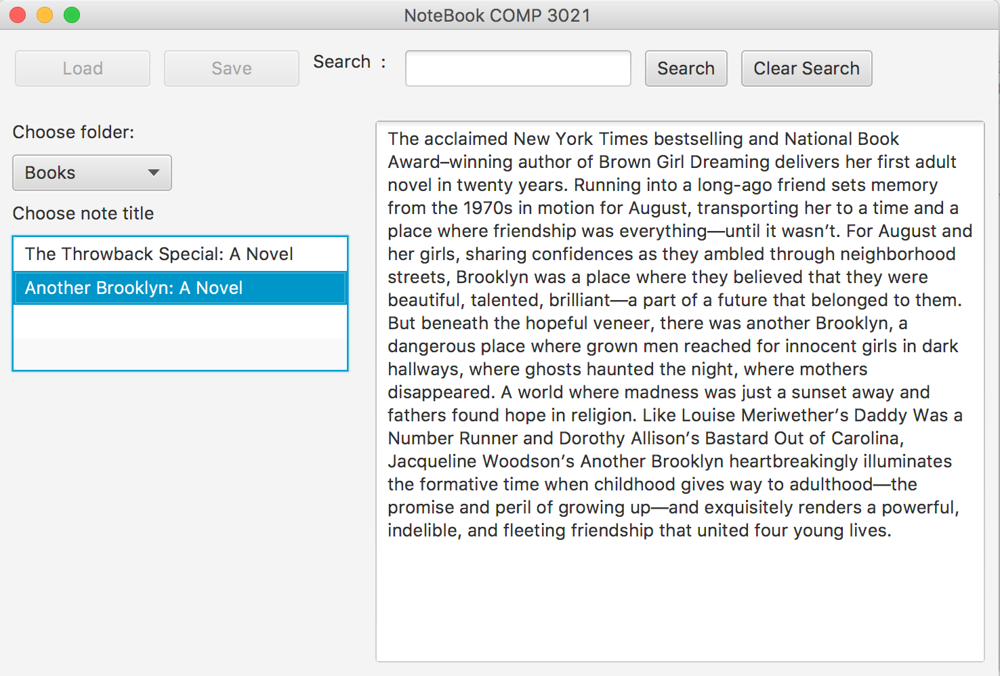 NoteBook COMP 3021
Load
Save
Search :
Search
Clear Search
Choose folder:
Books
Choose note title
The Throwback Special: A Novel
Another Brooklyn: A Novel
The acclaimed New York Times bestselling and National Book
Award–winning author of Brown Girl Dreaming delivers her first adult
novel in twenty years. Running into a long-ago friend sets memory
from the 1970s in motion for August, transporting her to a time and a
place where friendship was everything—until it wasn’t. For August and
her girls, sharing confidences as they ambled through neighborhood
streets, Brooklyn was a place where they believed that they were
beautiful, talented, brilliant—a part of a future that belonged to them.
But beneath the hopeful veneer, there was another Brooklyn, a
dangerous place where grown men reached for innocent girls in dark
hallways, where ghosts haunted the night, where mothers
disappeared. A world where madness was just a sunset away and
fathers found hope in religion. Like Louise Meriwether’s Daddy Was a
Number Runner and Dorothy Allison’s Bastard Out of Carolina,
Jacqueline Woodson’s Another Brooklyn heartbreakingly illuminates
the formative time when childhood gives way to adulthood—the
promise and peril of growing up—and exquisitely renders a powerful,
indelible, and fleeting friendship that united four young lives.